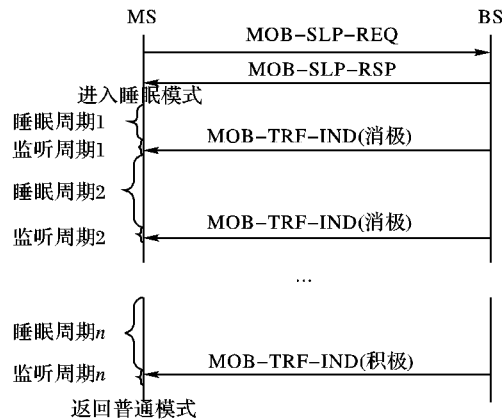 MS BS
MOB-SLP-REQ
MOB-SLP-RSP
进入睡眠模式
睡眠周期1
监听周期1 MOB-TRF-IND(消极)
睡眠周期2
监听周期2 MOB-TRF-IND(消极)
...
睡眠周期n
监听周期n MOB-TRF-IND(积极)
返回普通模式